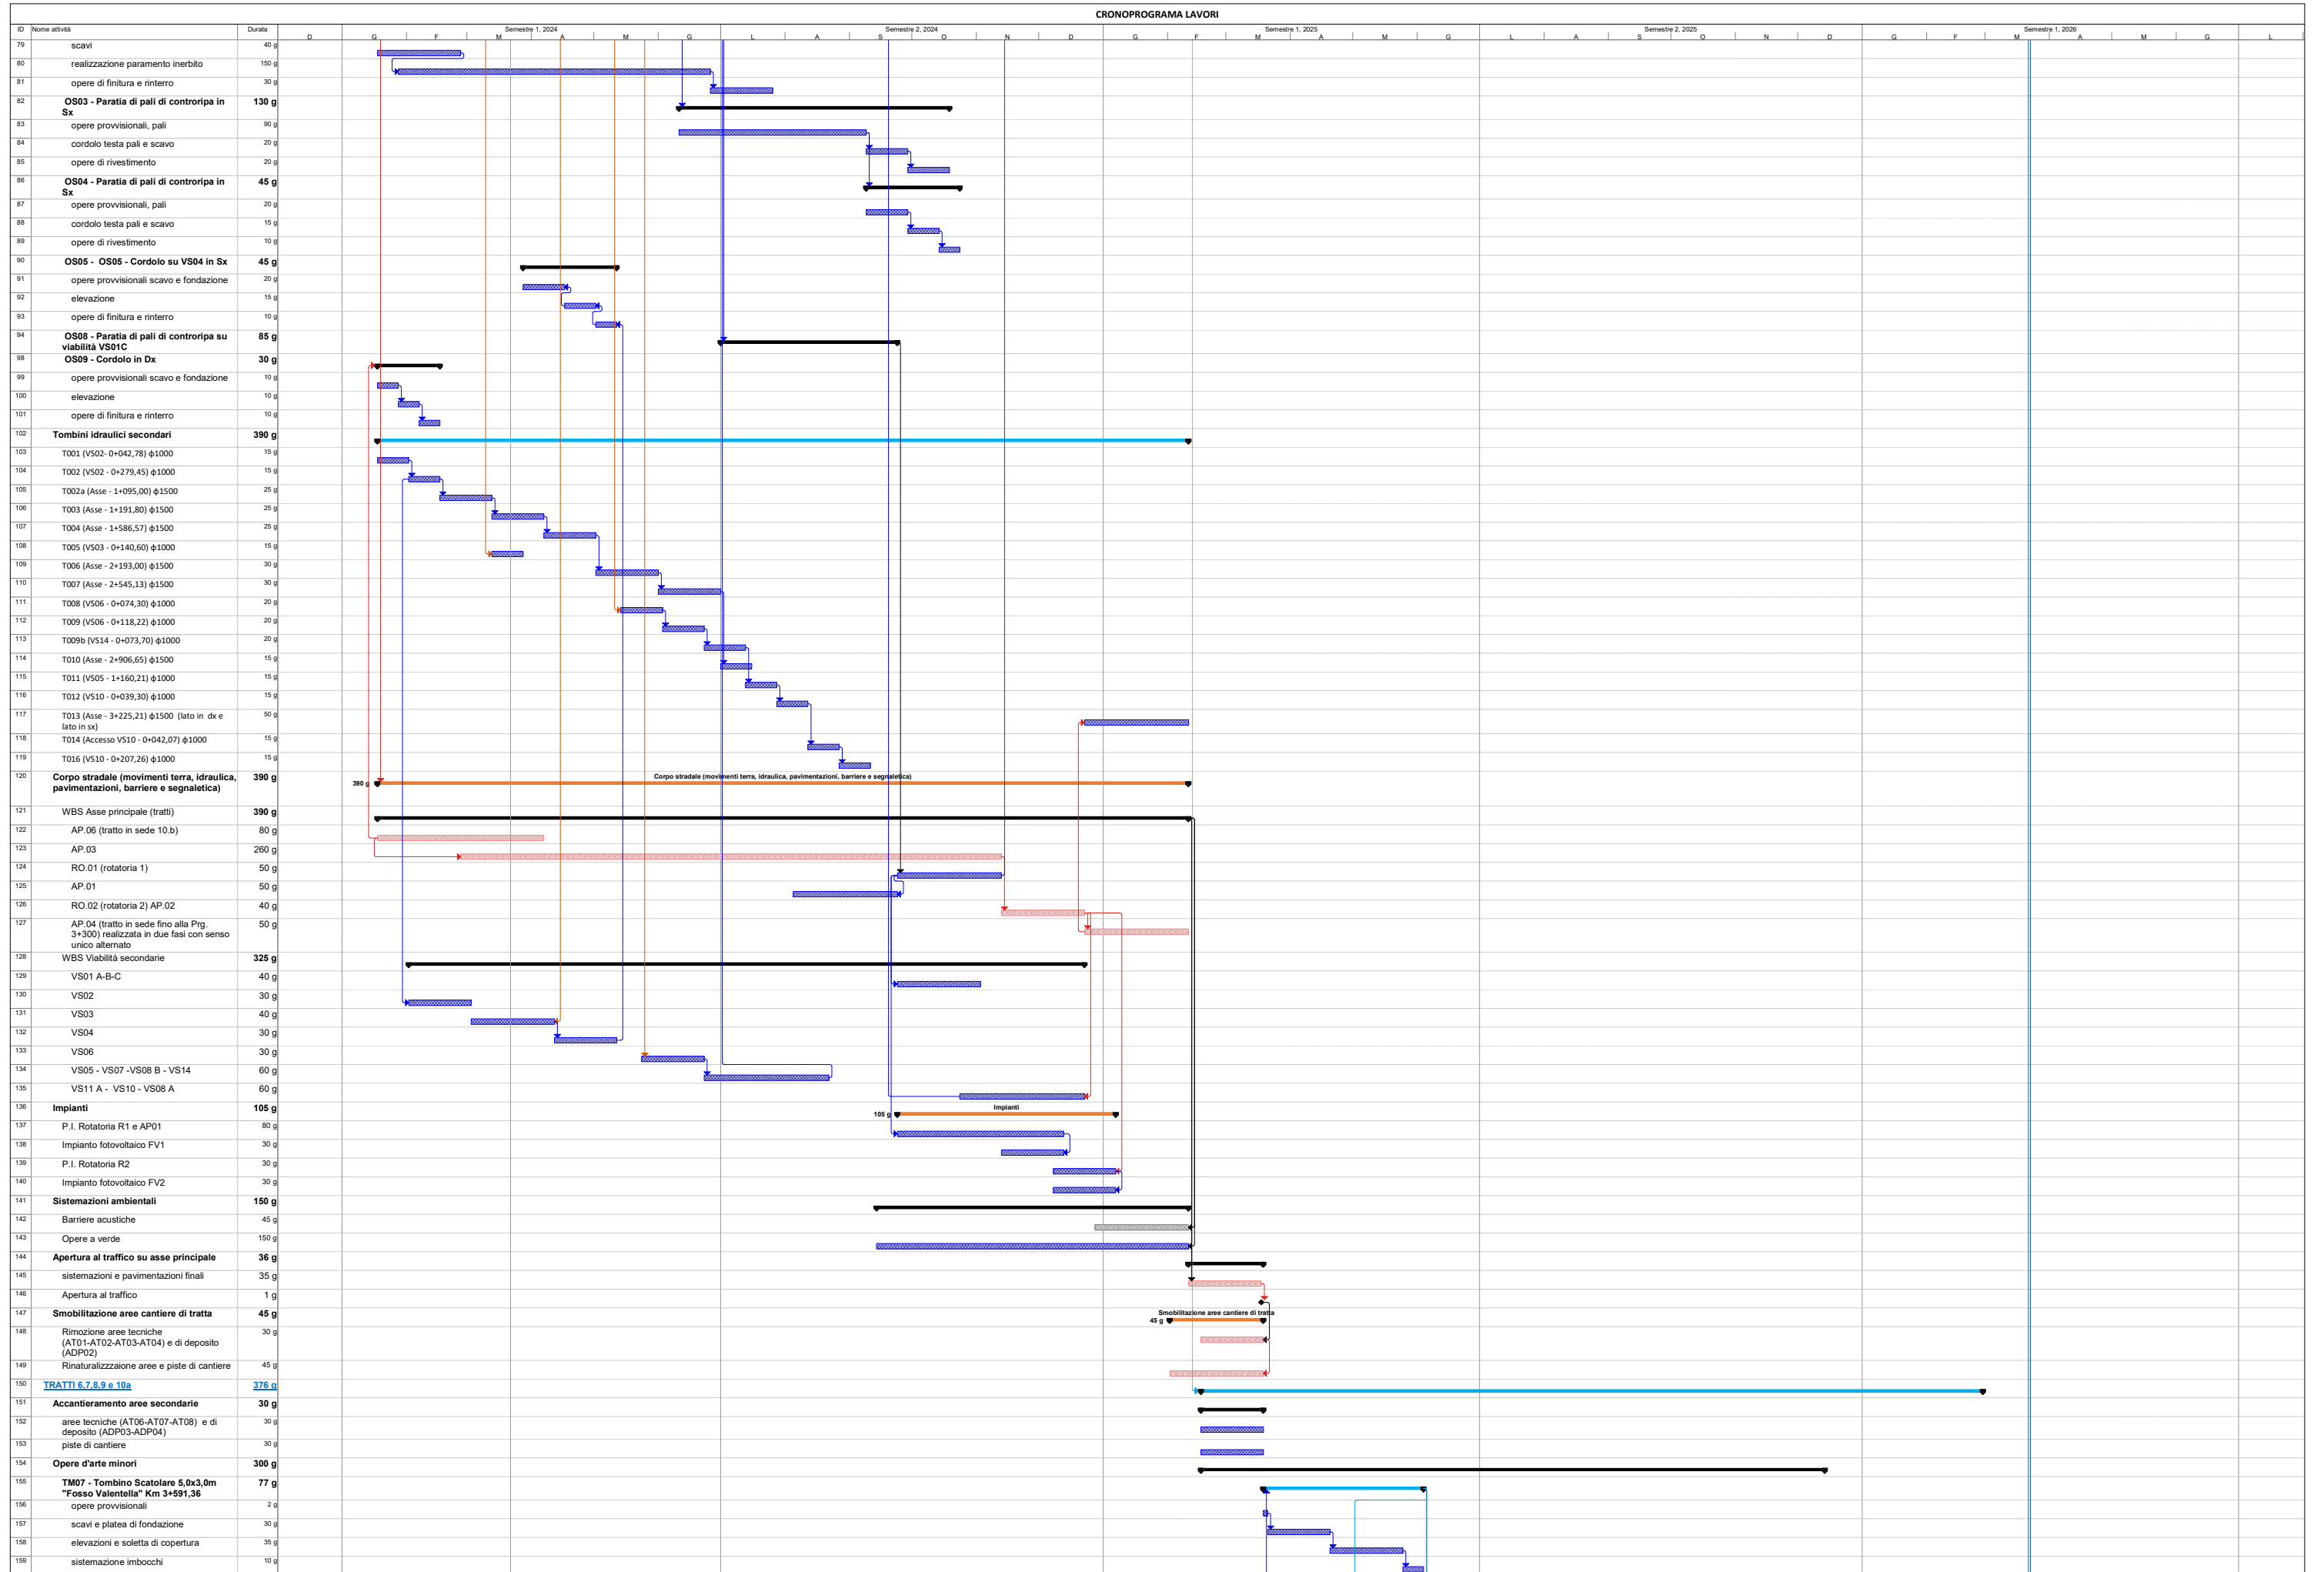 CRONOPROGRAMA LAVORI
ID Nome attività Durata Semestre 1, 2024 Semestre 2, 2024 Semestre 1, 2025 Semestre 2, 2025 Semestre 1, 2026
D G F M A M G L A S O N D G F M A M G L A S O N D G F M A M G L
79 scavi 40 g
80 realizzazione paramento inerbito 150 g
81 opere di finitura e rinterro 30 g
82 OS03 - Paratia di pali di controripa in 130 g
Sx
83 opere provvisionali, pali 90 g
84 cordolo testa pali e scavo 20 g
85 opere di rivestimento 20 g
86 OS04 - Paratia di pali di controripa in 45 g
Sx
87 opere provvisionali, pali 20 g
88 cordolo testa pali e scavo 15 g
89 opere di rivestimento 10 g
90 OS05 - OS05 - Cordolo su VS04 in Sx 45 g
91 opere provvisionali scavo e fondazione 20 g
92 elevazione 15 g
93 opere di finitura e rinterro 10 g
94 OS08 - Paratia di pali di controripa su 85 g
viabilità VS01C
98 OS09 - Cordolo in Dx 30 g
99 opere provvisionali scavo e fondazione 10 g
100 elevazione 10 g
101 opere di finitura e rinterro 10 g
102 Tombini idraulici secondari 390 g
103 T001 (VS02- 0+042,78) ф1000 15 g
104 T002 (VS02 - 0+279,45) ф1000 15 g
105 T002a (Asse - 1+095,00) ф1500 25 g
106 T003 (Asse - 1+191,80) ф1500 25 g
107 T004 (Asse - 1+586,57) ф1500 25 g
108 T005 (VS03 - 0+140,60) ф1000 15 g
109 T006 (Asse - 2+193,00) ф1500 30 g
110 T007 (Asse - 2+545,13) ф1500 30 g
111 T008 (VS06 - 0+074,30) ф1000 20 g
112 T009 (VS06 - 0+118,22) ф1000 20 g
113 T009b (VS14 - 0+073,70) ф1000 20 g
114 T010 (Asse - 2+906,65) ф1500 15 g
115 T011 (VS05 - 1+160,21) ф1000 15 g
116 T012 (VS10 - 0+039,30) ф1000 15 g
117 T013 (Asse - 3+225,21) ф1500 (lato in dx e 50 g
lato in sx)
118 T014 (Accesso VS10 - 0+042,07) ф1000 15 g
119 T016 (VS10 - 0+207,26) ф1000 15 g
120 Corpo stradale (movimenti terra, idraulica, 390 g 390 g Corpo stradale (movimenti terra, idraulica, pavimentazioni, barriere e segnaletica)
pavimentazioni, barriere e segnaletica)
121 WBS Asse principale (tratti) 390 g
122 AP.06 (tratto in sede 10.b) 80 g
123 AP.03 260 g
124 RO.01 (rotatoria 1) 50 g
125 AP.01 50 g
126 RO.02 (rotatoria 2) AP.02 40 g
127 AP.04 (tratto in sede fino alla Prg. 50 g
3+300) realizzata in due fasi con senso
unico alternato
128 WBS Viabilità secondarie 325 g
129 VS01 A-B-C 40 g
130 VS02 30 g
131 VS03 40 g
132 VS04 30 g
133 VS06 30 g
134 VS05 - VS07 -VS08 B - VS14 60 g
135 VS11 A - VS10 - VS08 A 60 g
136 Impianti 105 g 105 g Impianti
137 P.I. Rotatoria R1 e AP01 80 g
138 Impianto fotovoltaico FV1 30 g
139 P.I. Rotatoria R2 30 g
140 Impianto fotovoltaico FV2 30 g
141 Sistemazioni ambientali 150 g
142 Barriere acustiche 45 g
143 Opere a verde 150 g
144 Apertura al traffico su asse principale 36 g
145 sistemazioni e pavimentazioni finali 35 g
146 Apertura al traffico 1 g
147 Smobilitazione aree cantiere di tratta 45 g 45 g Smobilitazione aree cantiere di tratta
148 Rimozione aree tecniche 30 g
(AT01-AT02-AT03-AT04) e di deposito
(ADP02)
149 Rinaturalizzzaione aree e piste di cantiere 45 g
150 TRATTI 6,7,8,9 e 10a 376 g
151 Accantieramento aree secondarie 30 g
152 aree tecniche (AT06-AT07-AT08) e di 30 g
deposito (ADP03-ADP04)
153 piste di cantiere 30 g
154 Opere d'arte minori 300 g
155 TM07 - Tombino Scatolare 5,0x3,0m 77 g
"Fosso Valentella" Km 3+591,36
156 opere provvisionali 2 g
157 scavi e platea di fondazione 30 g
158 elevazioni e soletta di copertura 35 g
159 sistemazione imbocchi 10 g